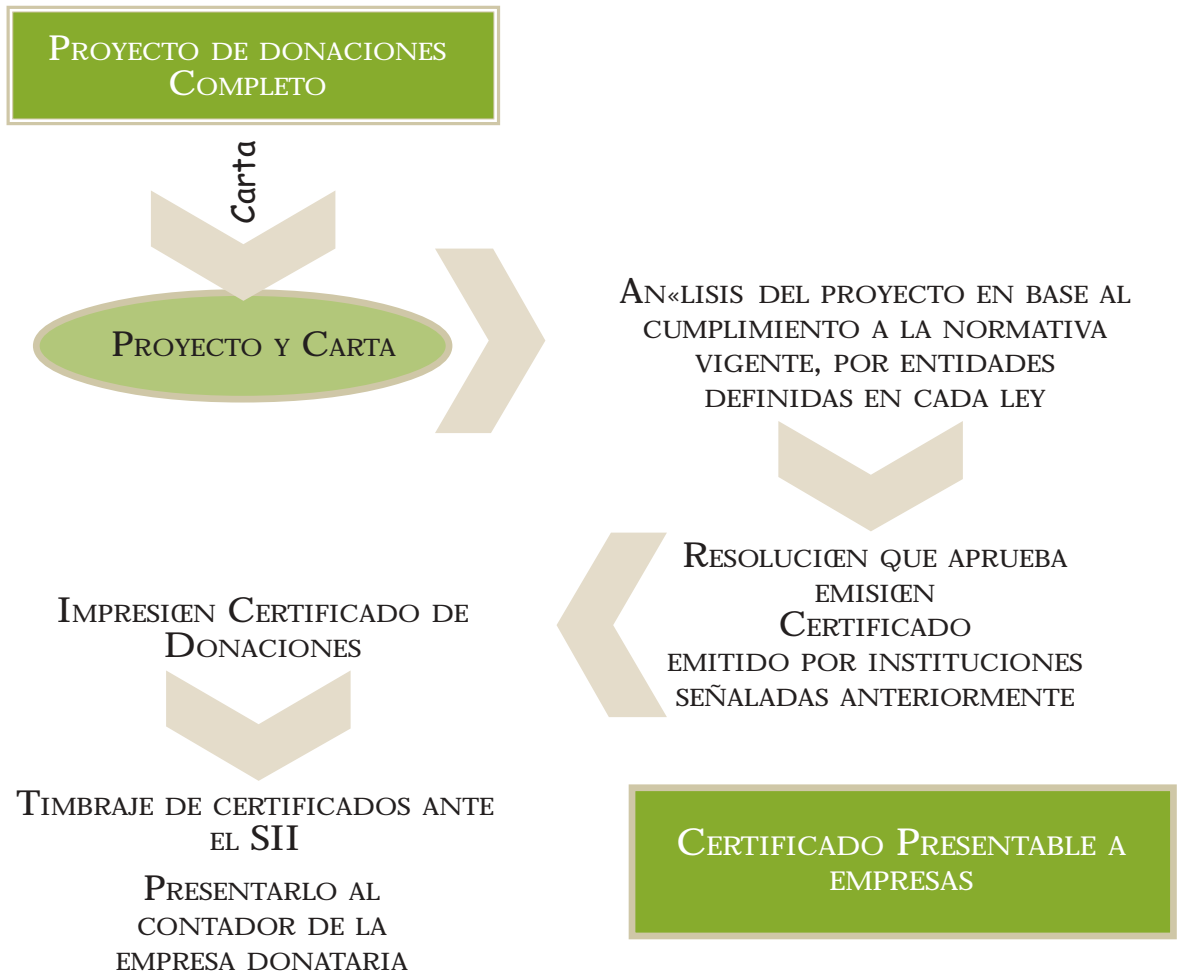 Proyecto de donaciones
Completo
Carta
Proyecto y Carta
An«lisis del proyecto en base al
cumplimiento a la normativa
vigente, por entidades
definidas en cada ley
Resoluciœn que aprueba
emisiœn
Certificado
emitido por instituciones
señaladas anteriormente
Impresiœn Certificado de
Donaciones
Timbraje de certificados ante
el SII
Presentarlo al
contador de la
empresa donataria
Certificado Presentable a
empresas